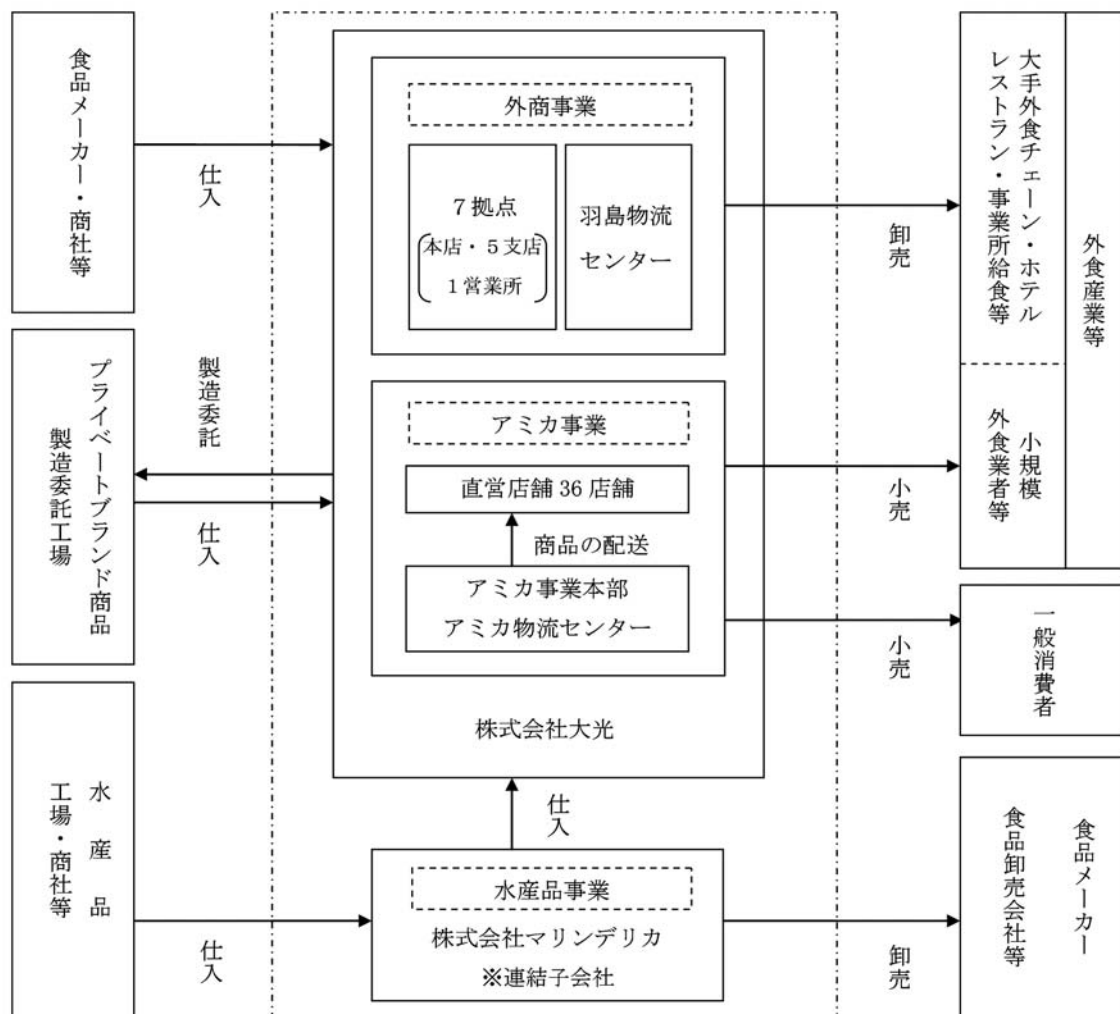 食品メーカー・商社等
仕入
プライベートブランド商品
製造委託工場
製造委託
仕入
水産品
工場・商社等
仕入
外商事業
7拠点
本店・5支店
1営業所
羽島物流
センター
アミカ事業
直営店舗 36 店舗
商品の配送
アミカ事業本部
アミカ物流センター
株式会社大光
仕入
水産品事業
株式会社マリンデリカ
※連結子会社
卸売
小売
小売
卸売
大手外食チェーン・ホテル
レストラン・事業所給食等
小規模
外食業者等
外食産業等
一般消費者
食品メーカー
食品卸売会社等